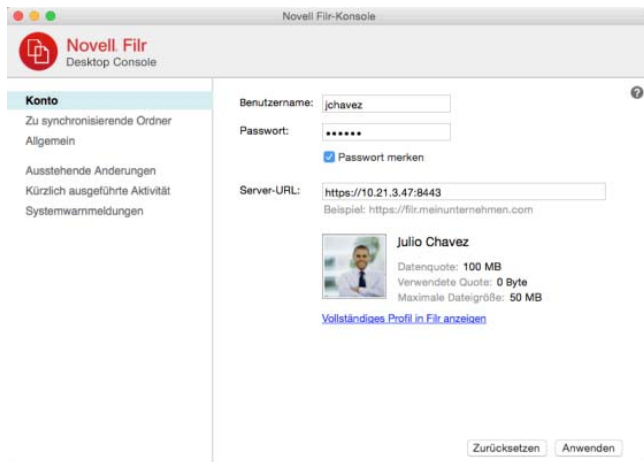 Novell Filr-Konsole
Novell. Filr
Desktop Console
Konto
Zu synchronisierende Ordner
Allgemein
Ausstehende Änderungen
Kürzlich ausgeführte Aktivität
Systemwarnmeldungen
?
Benutzername: jchavez
Passwort: ••••••
Passwort merken
Server-URL: https://10.21.3.47:8443
Beispiel: https://filr.meinunternehmen.com
Julio Chavez
Datenquote: 100 MB
Verwendete Quote: 0 Byte
Maximale Dateigröße: 50 MB
Vollständiges Profil in Filr anzeigen
Zurücksetzen Anwenden